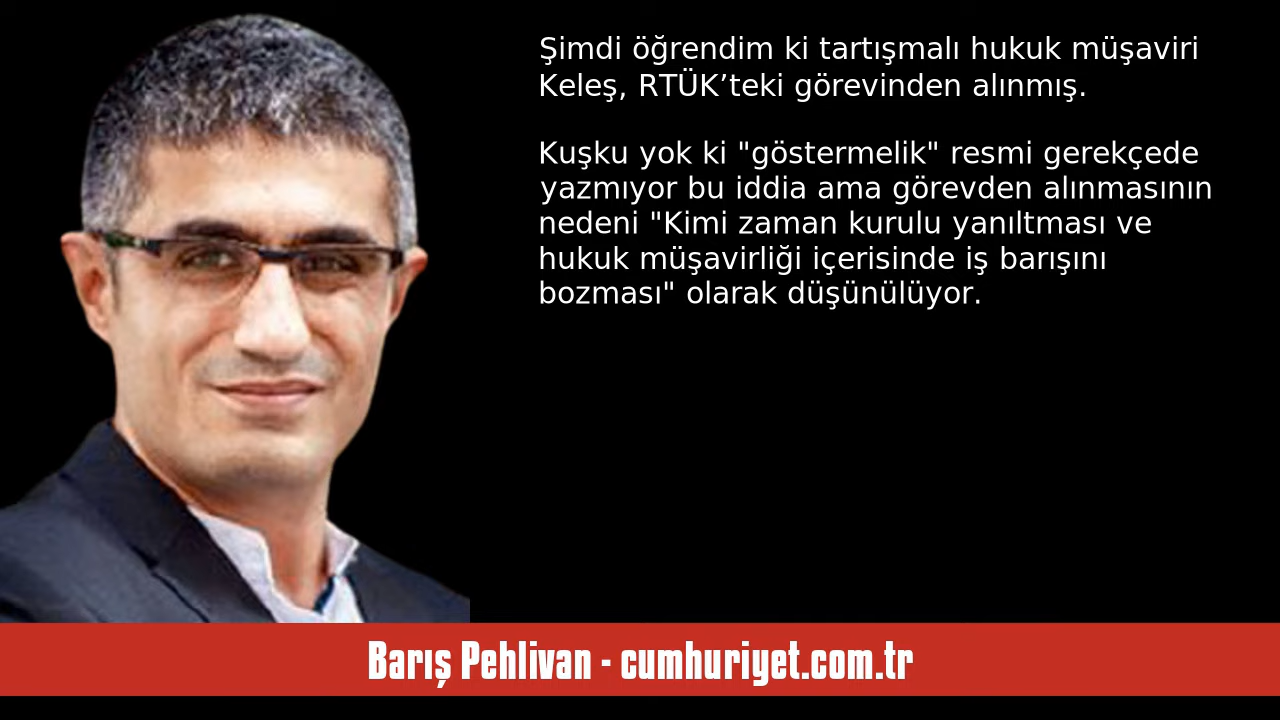 Şimdi öğrendim ki tartışmalı hukuk müşaviri
Keleş, RTÜK’teki görevinden alınmış.
Kuşku yok ki "göstermelik" resmi gerekçede
yazmıyor bu iddia ama görevden alınmasının
nedeni "Kimi zaman kurulu yanıltması ve
hukuk müşavirliği içerisinde iş barışını
bozması" olarak düşünülüyor.
Barış Pehlivan - cumhuriyet.com.tr